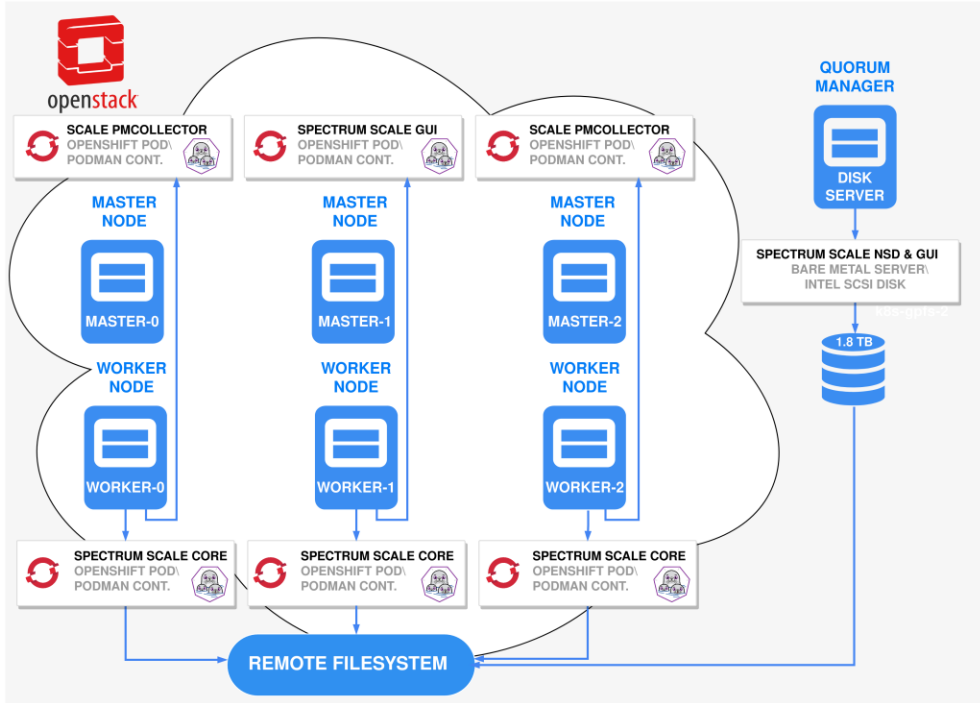 openstack
SCALE PMCOLLECTOR
OPENSHIFT POD\
PODMAN CONT.
SPECTRUM SCALE GUI
OPENSHIFT POD\
PODMAN CONT.
SCALE PMCOLLECTOR
OPENSHIFT POD\
PODMAN CONT.
QUORUM
MANAGER
DISK
SERVER
MASTER
NODE
MASTER-0
MASTER
NODE
MASTER-1
MASTER
NODE
MASTER-2
SPECTRUM SCALE NSD & GUI
BARE METAL SERVER\
INTEL SCSI DISK
k8s-gpfs-2
1.8 TB
WORKER
NODE
WORKER-0
WORKER
NODE
WORKER-1
WORKER
NODE
WORKER-2
SPECTRUM SCALE CORE
OPENSHIFT POD\
PODMAN CONT.
SPECTRUM SCALE CORE
OPENSHIFT POD\
PODMAN CONT.
SPECTRUM SCALE CORE
OPENSHIFT POD\
PODMAN CONT.
REMOTE FILESYSTEM